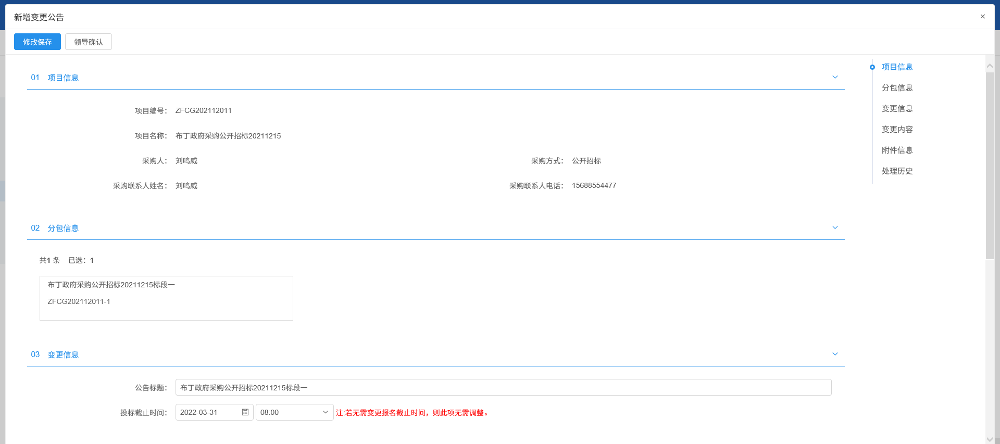 新增变更公告
×
修改保存 领导确认
01 项目信息
项目编号： ZFCG202112011
项目名称： 布丁政府采购公开招标20211215
采购人： 刘鸣威 采购方式： 公开招标
采购联系人姓名： 刘鸣威 采购联系人电话： 15688554477
02 分包信息
共1 条 已选：1
布丁政府采购公开招标20211215标段一
ZFCG202112011-1
03 变更信息
公告标题： 布丁政府采购公开招标20211215标段一
投标截止时间： 2022-03-31 08:00 注:若无需变更报名截止时间，则此项无需调整。
项目信息
分包信息
变更信息
变更内容
附件信息
处理历史